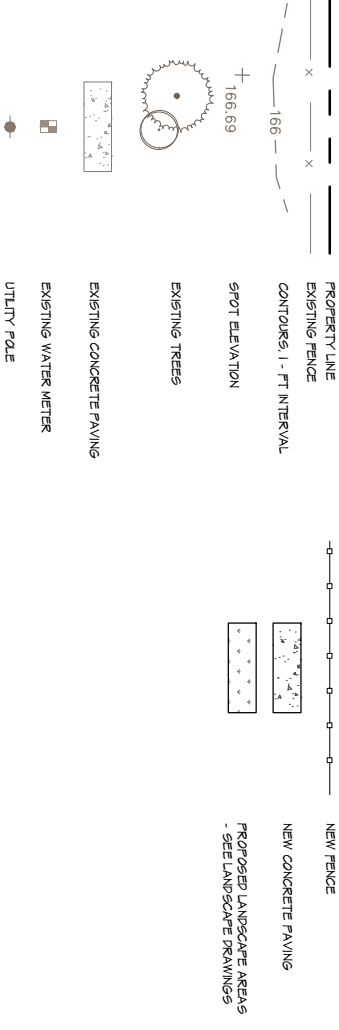 PROPERTY LINE
EXISTING FENCE
166
CONTOURS, 1 - FT INTERVAL
166.69
SPOT ELEVATION
EXISTING TREES
EXISTING CONCRETE PAVING
EXISTING WATER METER
UTILITY POLE
NEW FENCE
NEW CONCRETE PAVING
PROPOSED LANDSCAPE AREAS
- SEE LANDSCAPE DRAWINGS